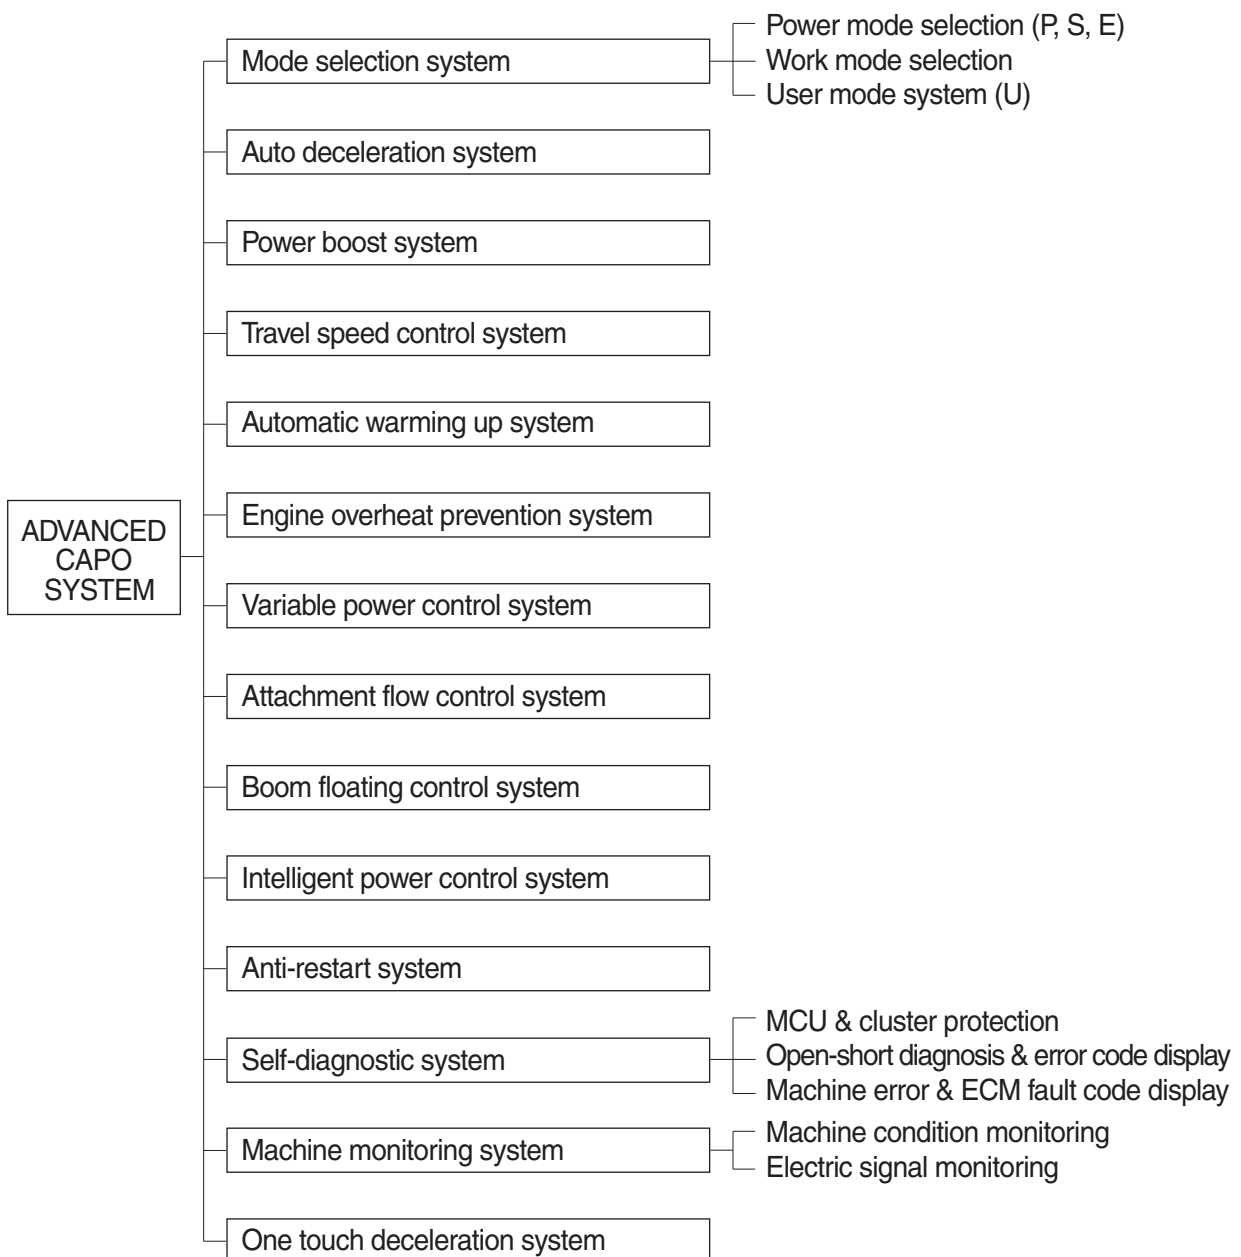 Power mode selection (P, S, E)
Mode selection system
Work mode selection
User mode system (U)
Auto deceleration system
Power boost system
Travel speed control system
Automatic warming up system
Engine overheat prevention system
ADVANCED
CAPO
SYSTEM
Variable power control system
Attachment flow control system
Boom floating control system
Intelligent power control system
Anti-restart system
MCU & cluster protection
Self-diagnostic system
Open-short diagnosis & error code display
Machine error & ECM fault code display
Machine monitoring system
Machine condition monitoring
Electric signal monitoring
One touch deceleration system